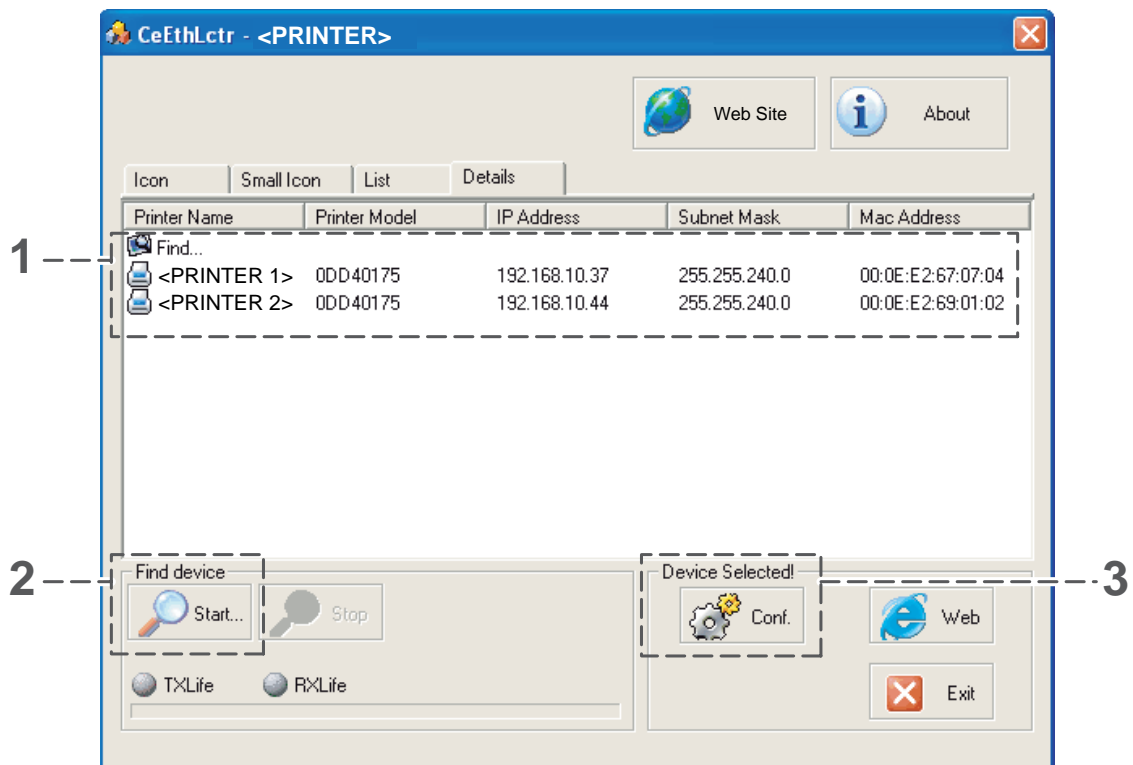 CeEthLctr - <PRINTER>
Web Site About
Icon Small Icon List Details
Printer Name Printer Model IP Address Subnet Mask Mac Address
1
Find...
<PRINTER 1> 0DD40175 192.168.10.37 255.255.240.0 00:0E:E2:67:07:04
<PRINTER 2> 0DD40175 192.168.10.44 255.255.240.0 00:0E:E2:69:01:02
2 Find device Device Selected! 3
Start... Stop Conf. Web
TXLife RXLife Exit